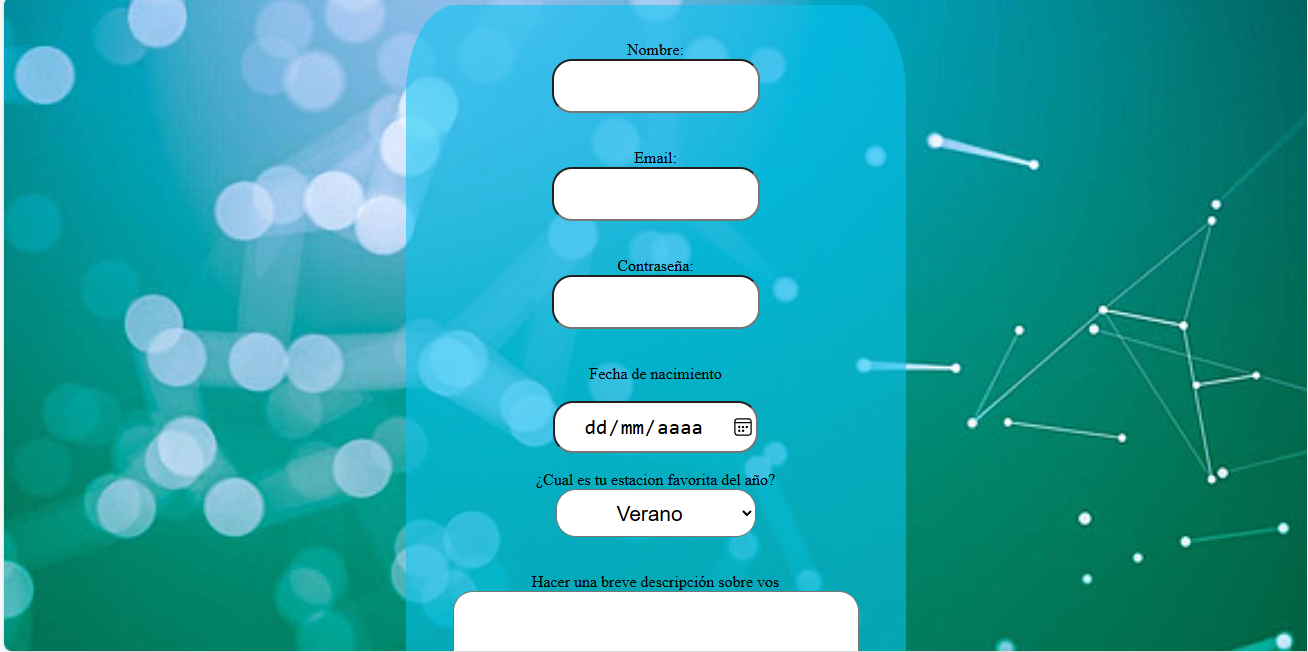 Nombre:
Email:
Contraseña:
Fecha de nacimiento
dd/mm/aaaa
¿Cual es tu estacion favorita del año?
Verano
Hacer una breve descripción sobre vos